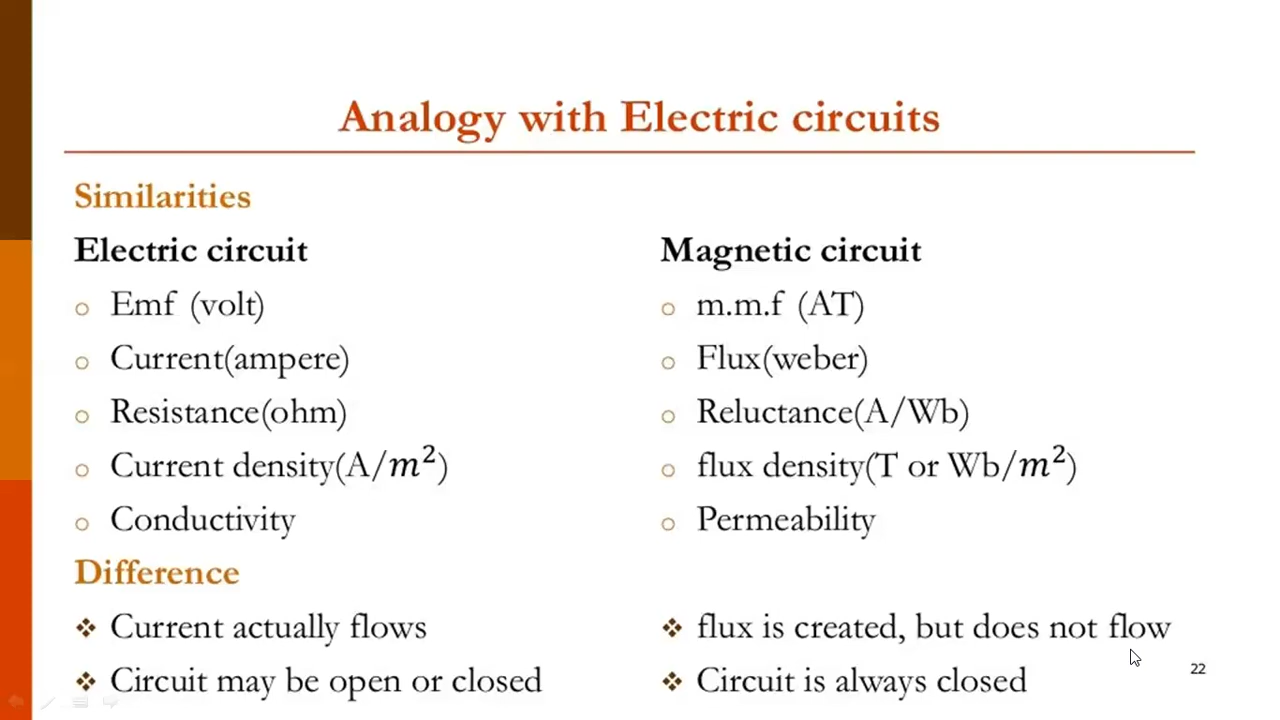 Analogy with Electric circuits
Similarities
Electric circuit
Magnetic circuit
Emf (volt)
m.m.f (AT)
Current(ampere)
Flux(weber)
Resistance(ohm)
Reluctance(A/Wb)
Current density(A/m²)
flux density(T or Wb/m²)
Conductivity
Permeability
Difference
Current actually flows
flux is created, but does not flow
Circuit may be open or closed
Circuit is always closed
22